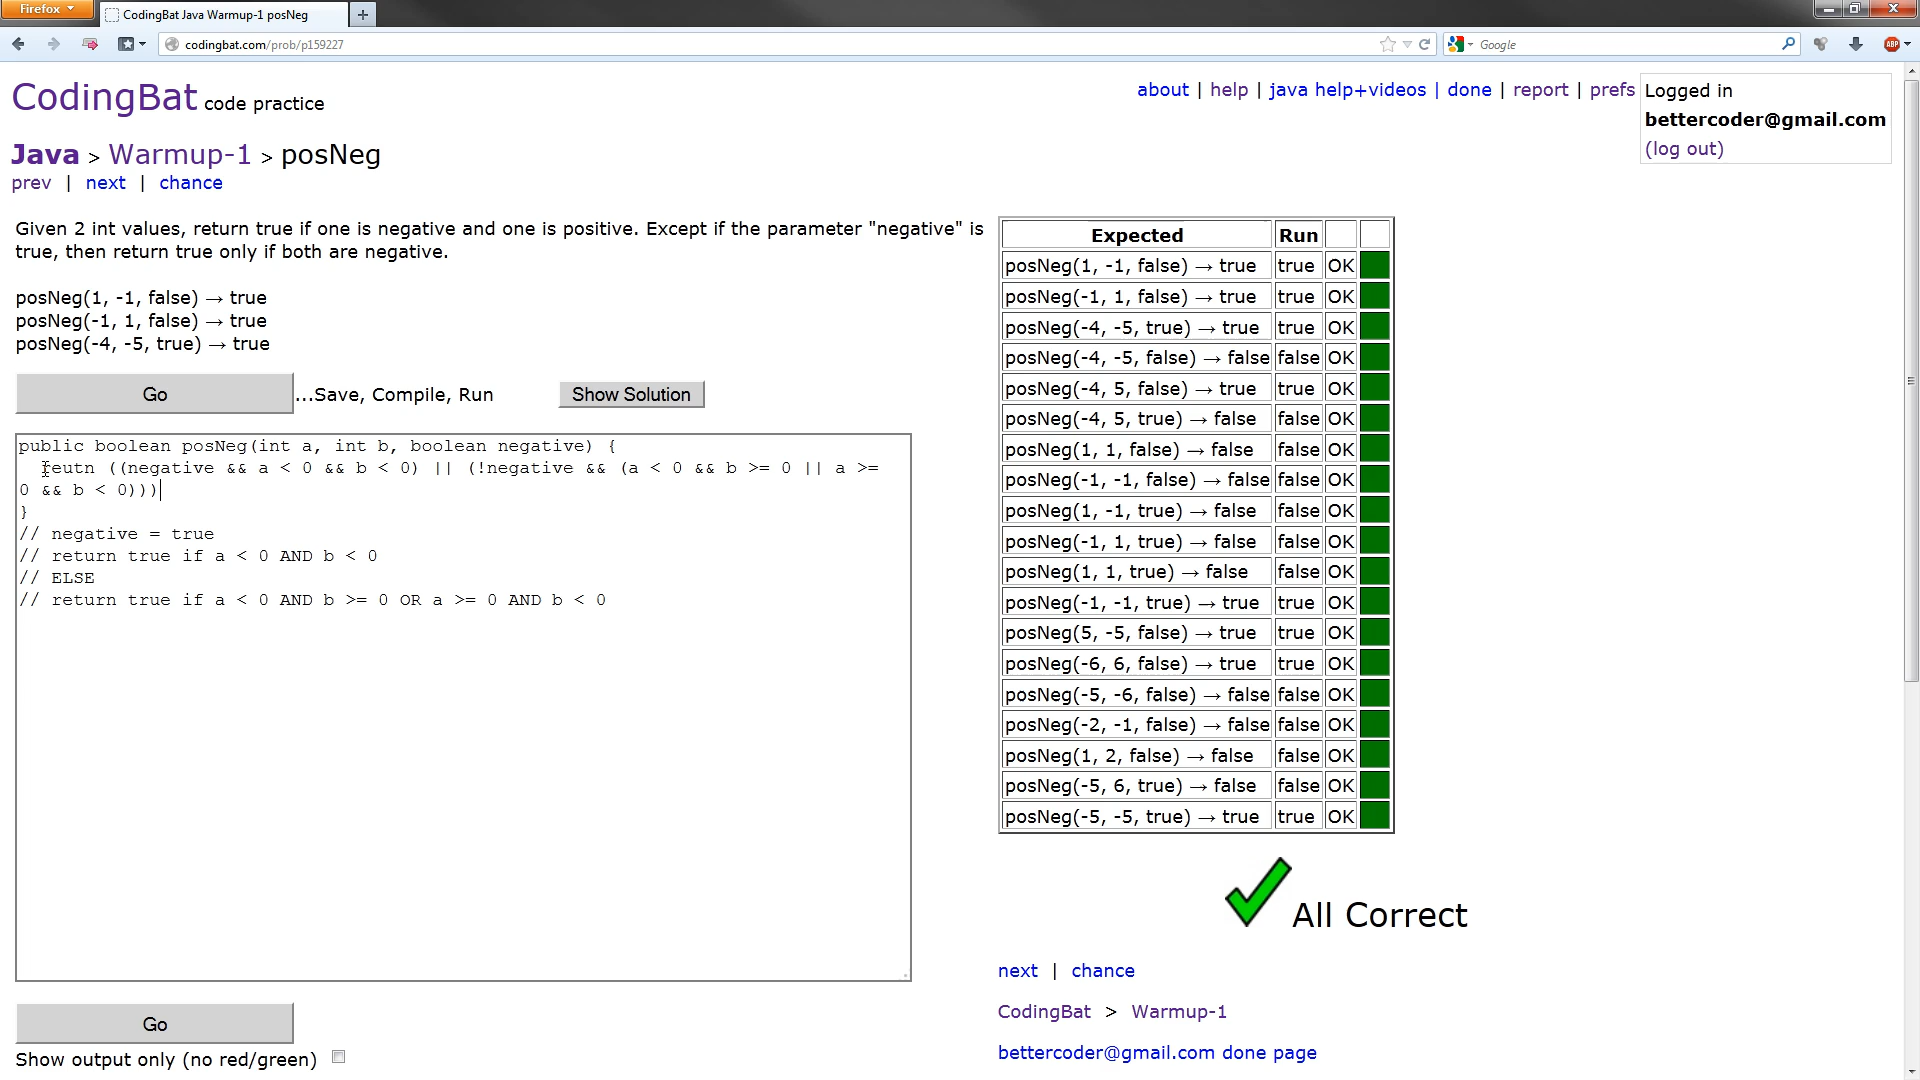 Firefox
CodingBat Java Warmup-1 posNeg
codingbat.com/prob/p159227
Google
ABP
CodingBat code practice
about | help | java help+videos | done | report | prefs
Logged in
bettercoder@gmail.com
(log out)
Java > Warmup-1 > posNeg
prev | next | chance
Given 2 int values, return true if one is negative and one is positive. Except if the parameter "negative" is
true, then return true only if both are negative.
posNeg(1, -1, false) → true
posNeg(-1, 1, false) → true
posNeg(-4, -5, true) → true
Go
...Save, Compile, Run
Show Solution
public boolean posNeg(int a, int b, boolean negative) {
reutn ((negative && a < 0 && b < 0) || (!negative && (a < 0 && b >= 0 || a >=
0 && b < 0)))
}
// negative = true
// return true if a < 0 AND b < 0
// ELSE
// return true if a < 0 AND b >= 0 OR a >= 0 AND b < 0
Go
Show output only (no red/green)
Expected Run
posNeg(1, -1, false) → true true OK
posNeg(-1, 1, false) → true true OK
posNeg(-4, -5, true) → true true OK
posNeg(-4, -5, false) → false false OK
posNeg(-4, 5, false) → true true OK
posNeg(-4, 5, true) → false false OK
posNeg(1, 1, false) → false false OK
posNeg(-1, -1, false) → false false OK
posNeg(1, -1, true) → false false OK
posNeg(-1, 1, true) → false false OK
posNeg(1, 1, true) → false false OK
posNeg(-1, -1, true) → true true OK
posNeg(5, -5, false) → true true OK
posNeg(-6, 6, false) → true true OK
posNeg(-5, -6, false) → false false OK
posNeg(-2, -1, false) → false false OK
posNeg(1, 2, false) → false false OK
posNeg(-5, 6, true) → false false OK
posNeg(-5, -5, true) → true true OK
All Correct
next | chance
CodingBat > Warmup-1
bettercoder@gmail.com done page